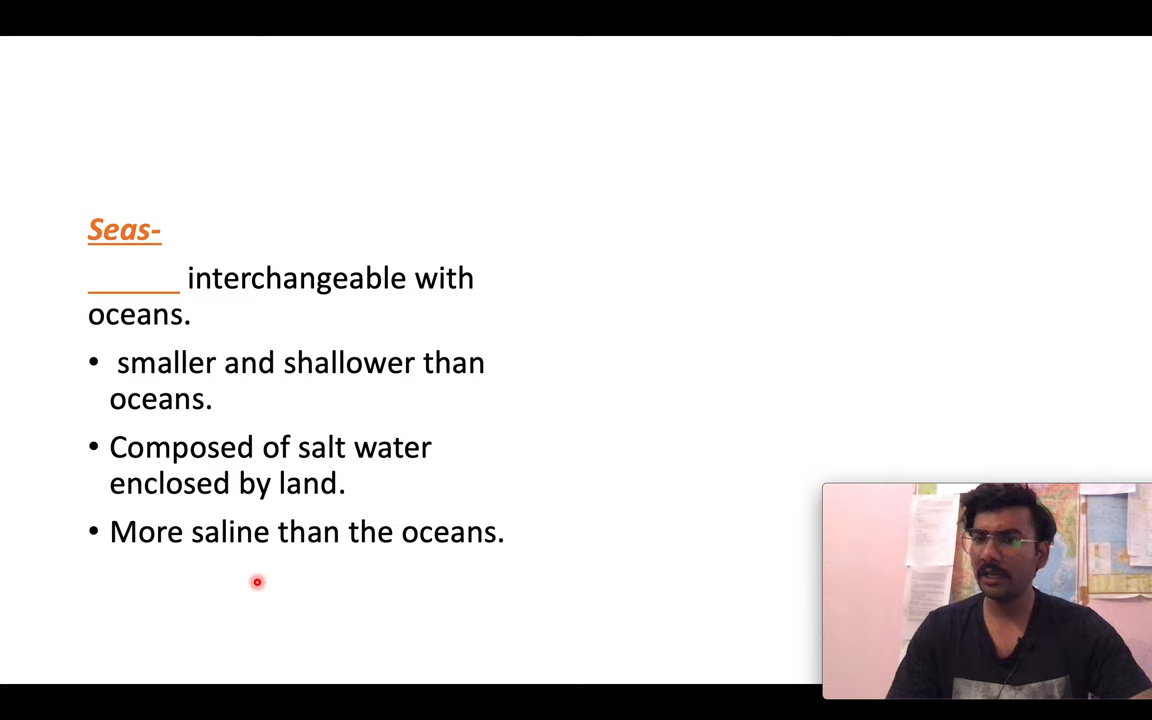 Seas-
______ interchangeable with
oceans.
• smaller and shallower than
oceans.
• Composed of salt water
enclosed by land.
• More saline than the oceans.